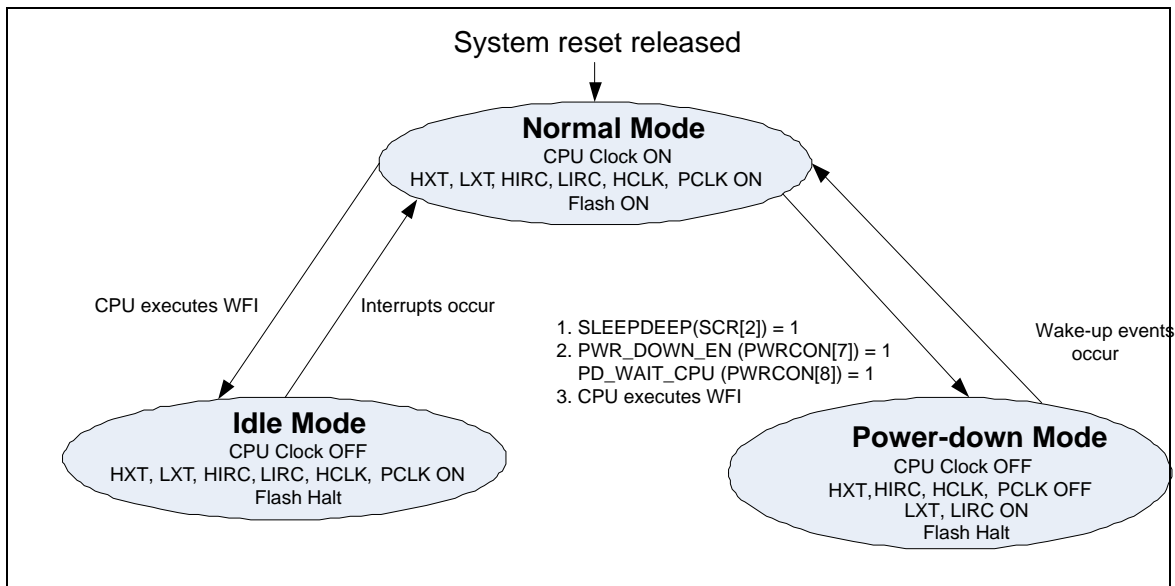 System reset released
Normal Mode
CPU Clock ON
HXT, LXT, HIRC, LIRC, HCLK, PCLK ON
Flash ON
CPU executes WFI
Interrupts occur
1. SLEEPDEEP(SCR[2]) = 1
2. PWR_DOWN_EN (PWRCON[7]) = 1
PD_WAIT_CPU (PWRCON[8]) = 1
3. CPU executes WFI
Wake-up events
occur
Idle Mode
CPU Clock OFF
HXT, LXT, HIRC, LIRC, HCLK, PCLK ON
Flash Halt
Power-down Mode
CPU Clock OFF
HXT, HIRC, HCLK, PCLK OFF
LXT, LIRC ON
Flash Halt